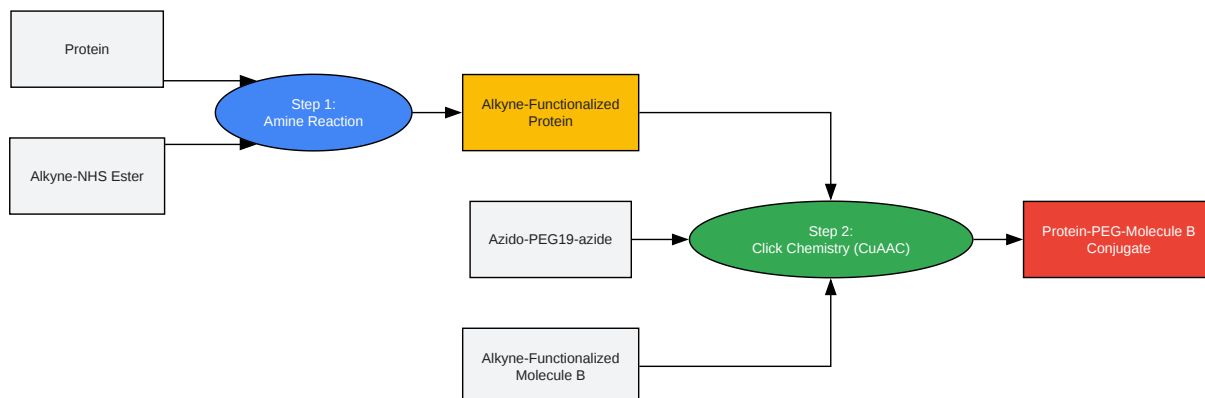 Protein
Step 1:
Amine Reaction
Alkyne-NHS Ester
Alkyne-Functionalized
Protein
Azido-PEG19-azide
Step 2:
Click Chemistry (CuAAC)
Alkyne-Functionalized
Molecule B
Protein-PEG-Molecule B
Conjugate